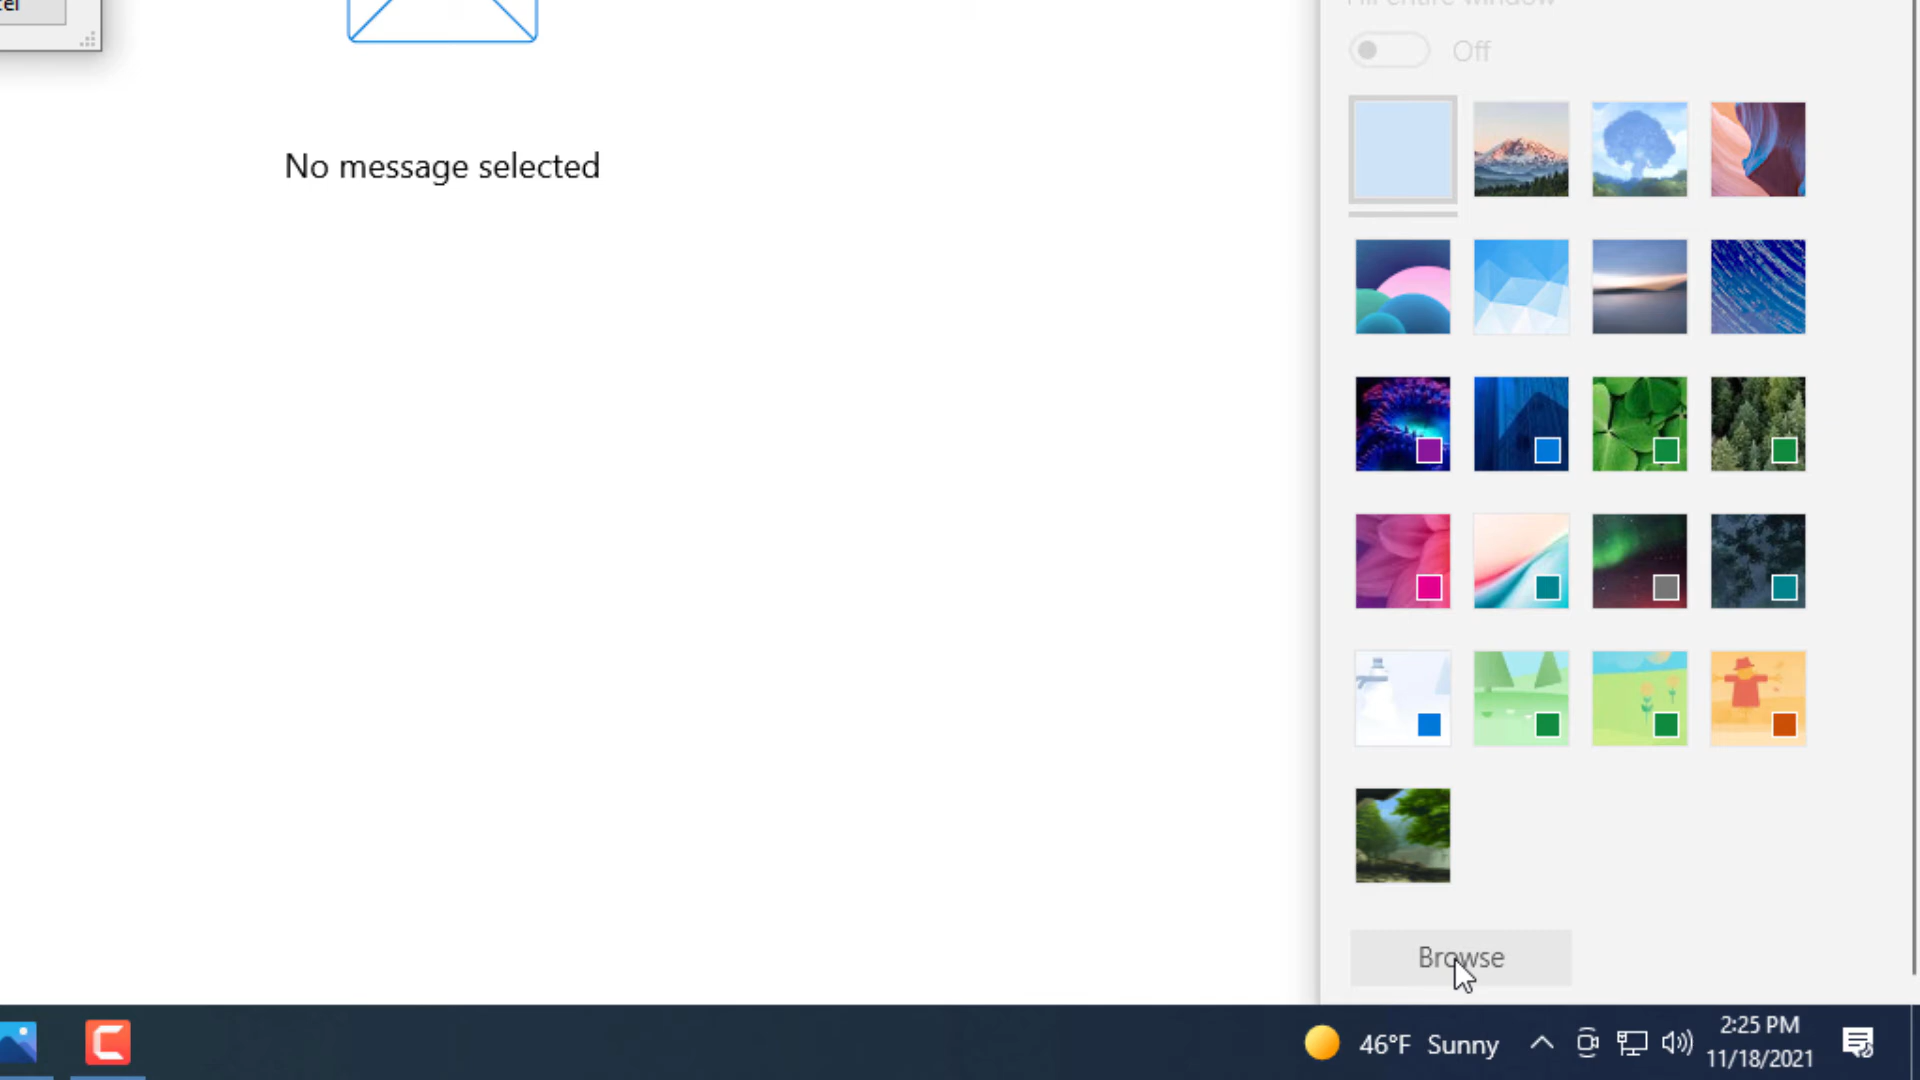 No message selected
Off
Browse
46°F Sunny
2:25 PM
11/18/2021